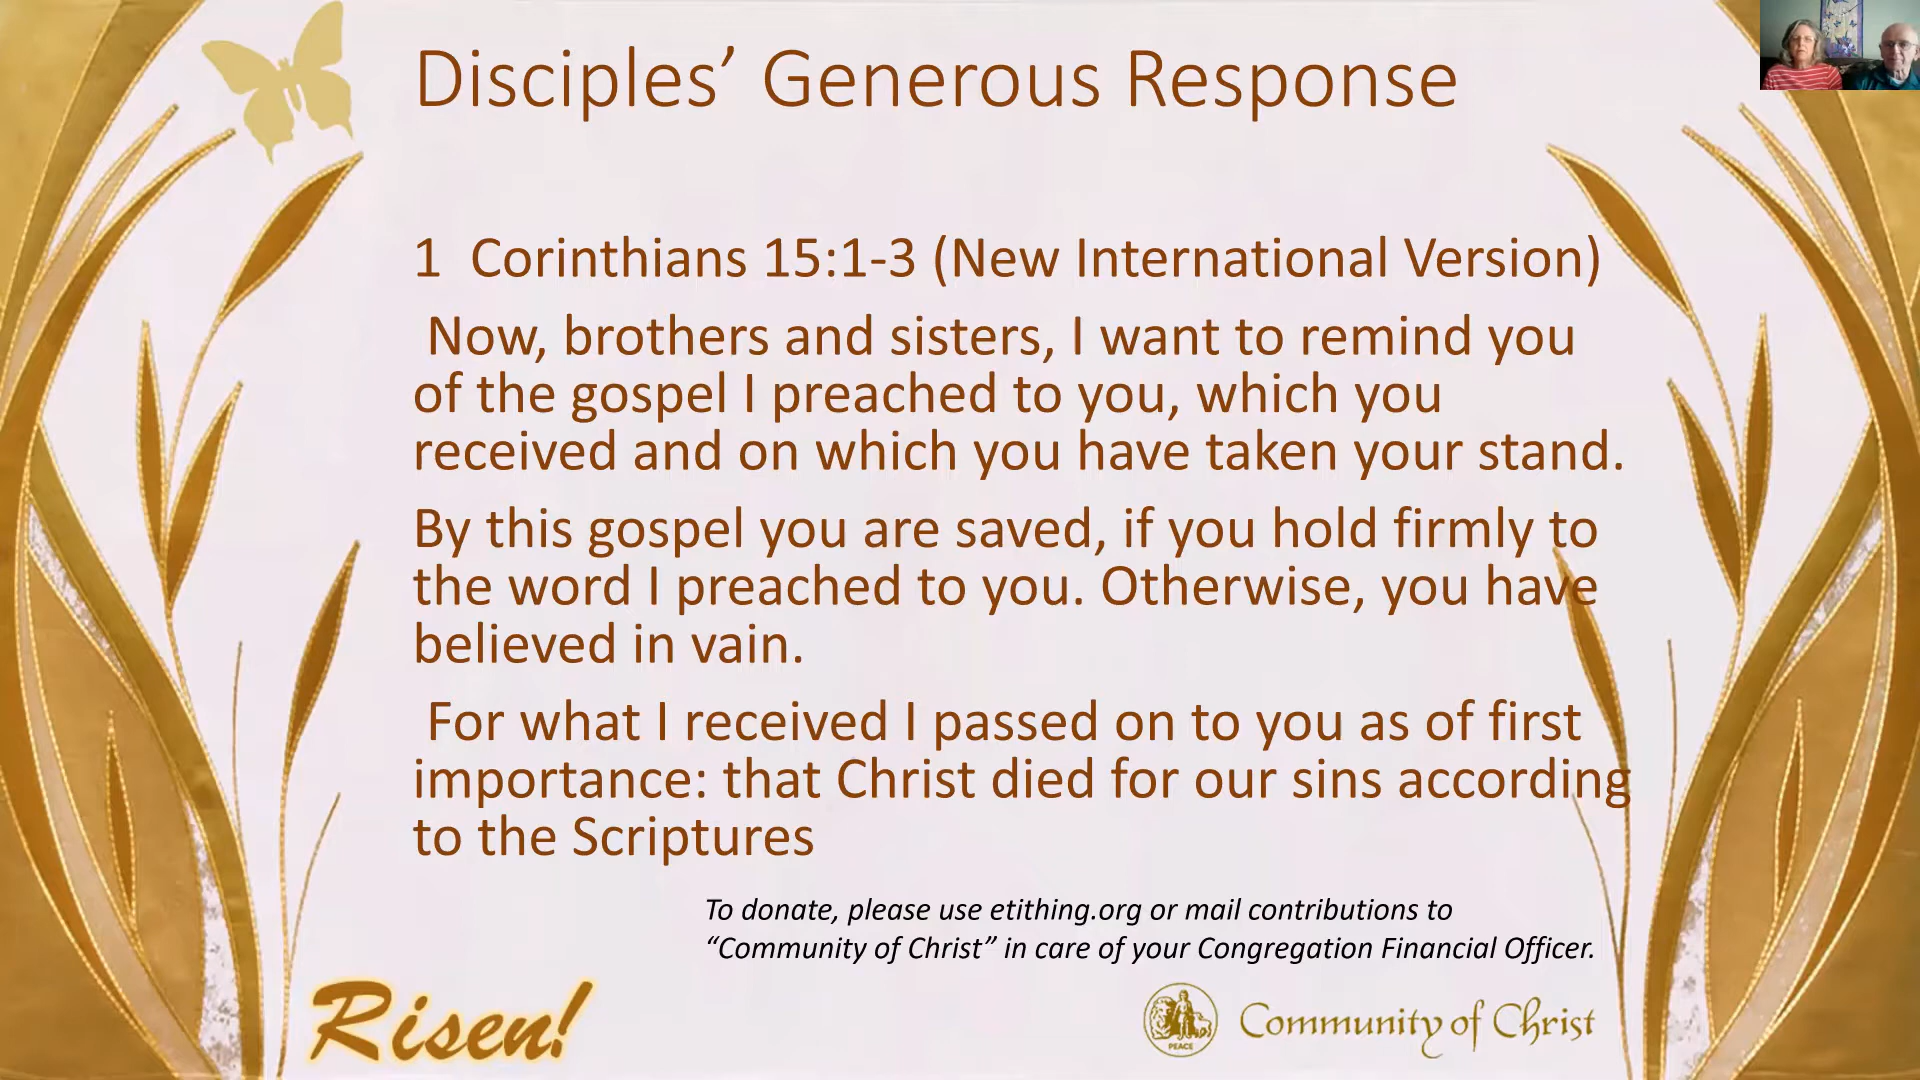 Disciples’ Generous Response
1  Corinthians 15:1-3 (New International Version)
Now, brothers and sisters, I want to remind you
of the gospel I preached to you, which you
received and on which you have taken your stand.
By this gospel you are saved, if you hold firmly to
the word I preached to you. Otherwise, you have
believed in vain.
For what I received I passed on to you as of first
importance: that Christ died for our sins according
to the Scriptures
To donate, please use etithing.org or mail contributions to
“Community of Christ” in care of your Congregation Financial Officer.
Risen!
PEACE
Community of Christ